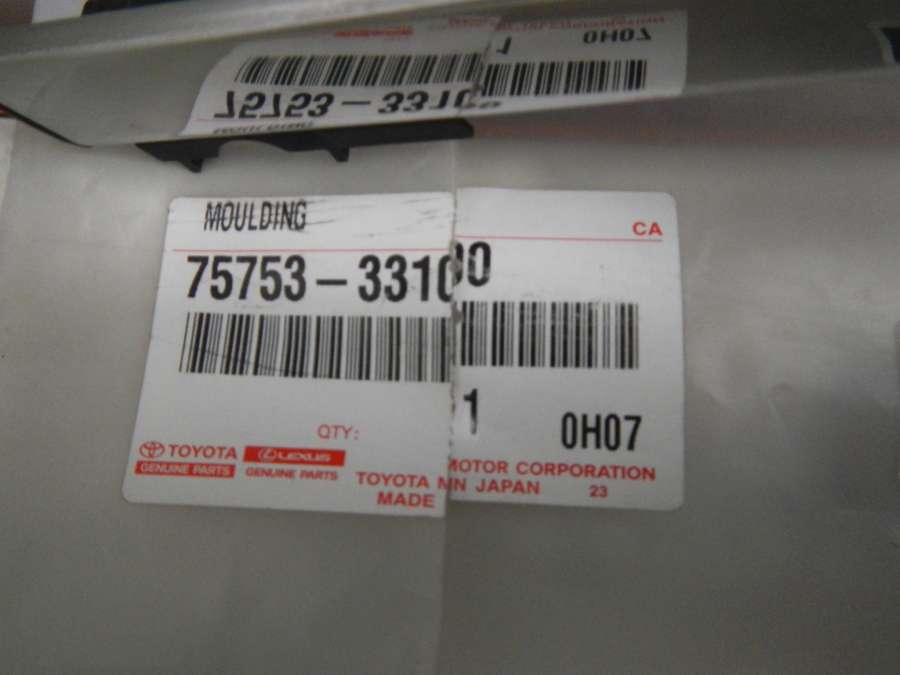 MOULDING
CA
75753-33100
QTY: 1
0H07
TOYOTA
GENUINE PARTS
LEXUS
GENUINE PARTS
TOYOTA MOTOR CORPORATION
MADE IN JAPAN 23